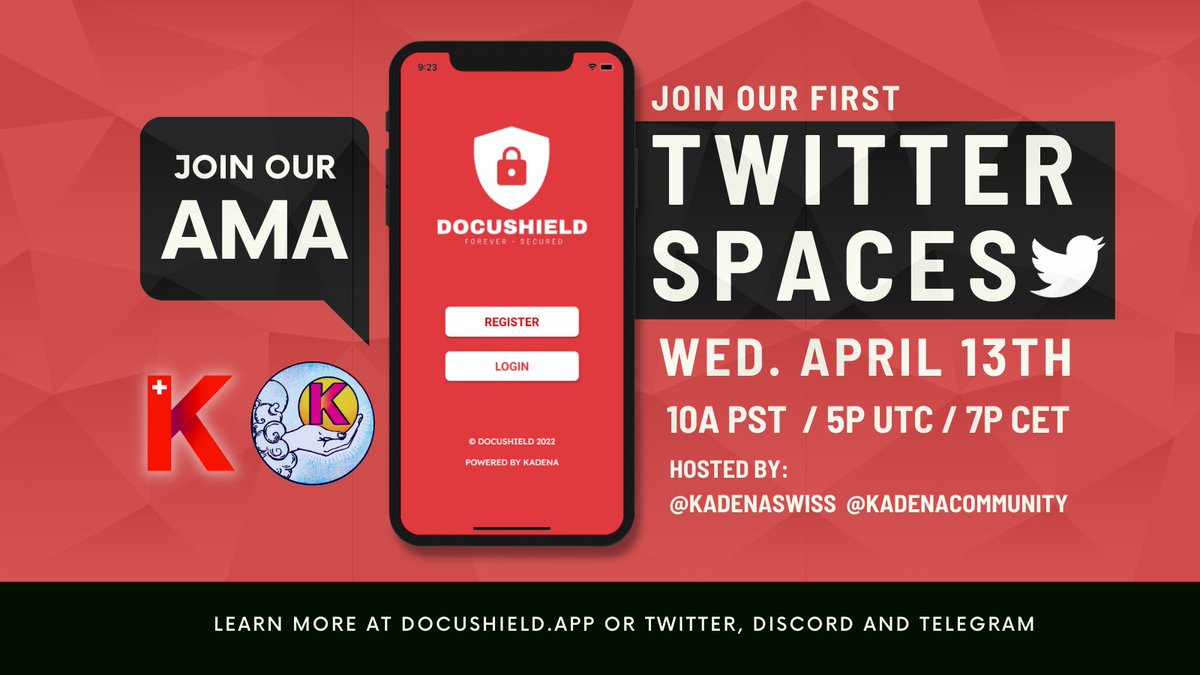 JOIN OUR
AMA
K
K
9:23
DOCUSHIELD
FOREVER - SECURED
REGISTER
LOGIN
© DOCUSHIELD 2022
POWERED BY KADENA
JOIN OUR FIRST
TWITTER
SPACES
WED. APRIL 13TH
10A PST / 5P UTC / 7P CET
HOSTED BY:
@KADENASWISS @KADENACOMMUNITY
LEARN MORE AT DOCUSHIELD.APP OR TWITTER, DISCORD AND TELEGRAM